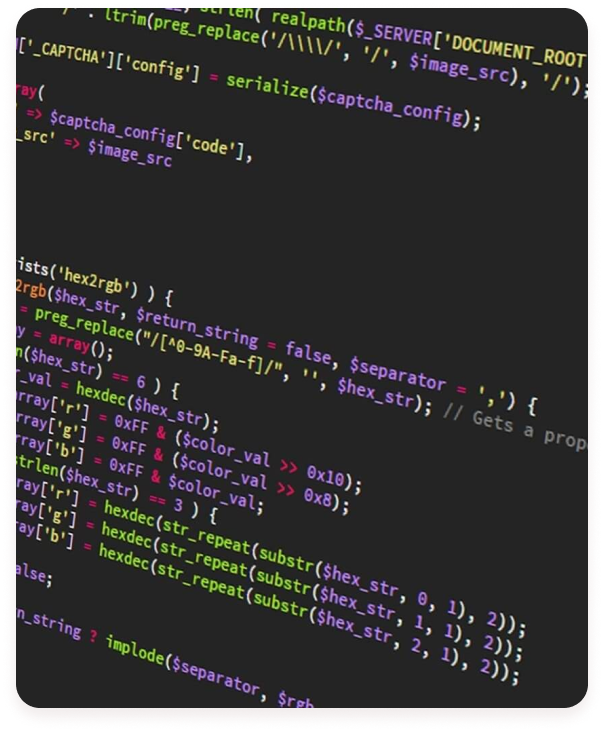 strlen( realpath($_SERVER['DOCUMENT_ROOT
/' . ltrim(preg_replace('/\\\\/', '/', $image_src), '/');
['_CAPTCHA']['config'] = serialize($captcha_config);
ray(
' => $captcha_config['code'],
_src' => $image_src
ists('hex2rgb') ) {
2rgb($hex_str, $return_string = false, $separator = ',') {
= preg_replace("/[^0-9A-Fa-f]/", '', $hex_str); // Gets a prop
y = array();
n($hex_str) == 6 ) {
r_val = hexdec($hex_str);
array['r'] = 0xFF & ($color_val >> 0x10);
rray['g'] = 0xFF & ($color_val >> 0x8);
rray['b'] = 0xFF & $color_val;
strlen($hex_str) == 3 ) {
ray['r'] = hexdec(str_repeat(substr($hex_str, 0, 1), 2));
ray['g'] = hexdec(str_repeat(substr($hex_str, 1, 1), 2));
ray['b'] = hexdec(str_repeat(substr($hex_str, 2, 1), 2));
alse;
n_string ? implode($separator, $rgb